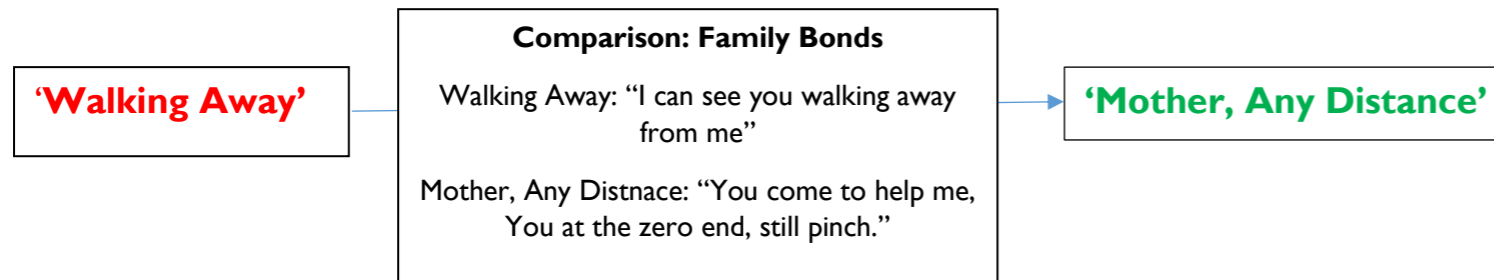 Comparison: Family Bonds
‘Walking Away’
Walking Away: “I can see you walking away
from me”
‘Mother, Any Distance’
Mother, Any Distnace: “You come to help me,
You at the zero end, still pinch.”